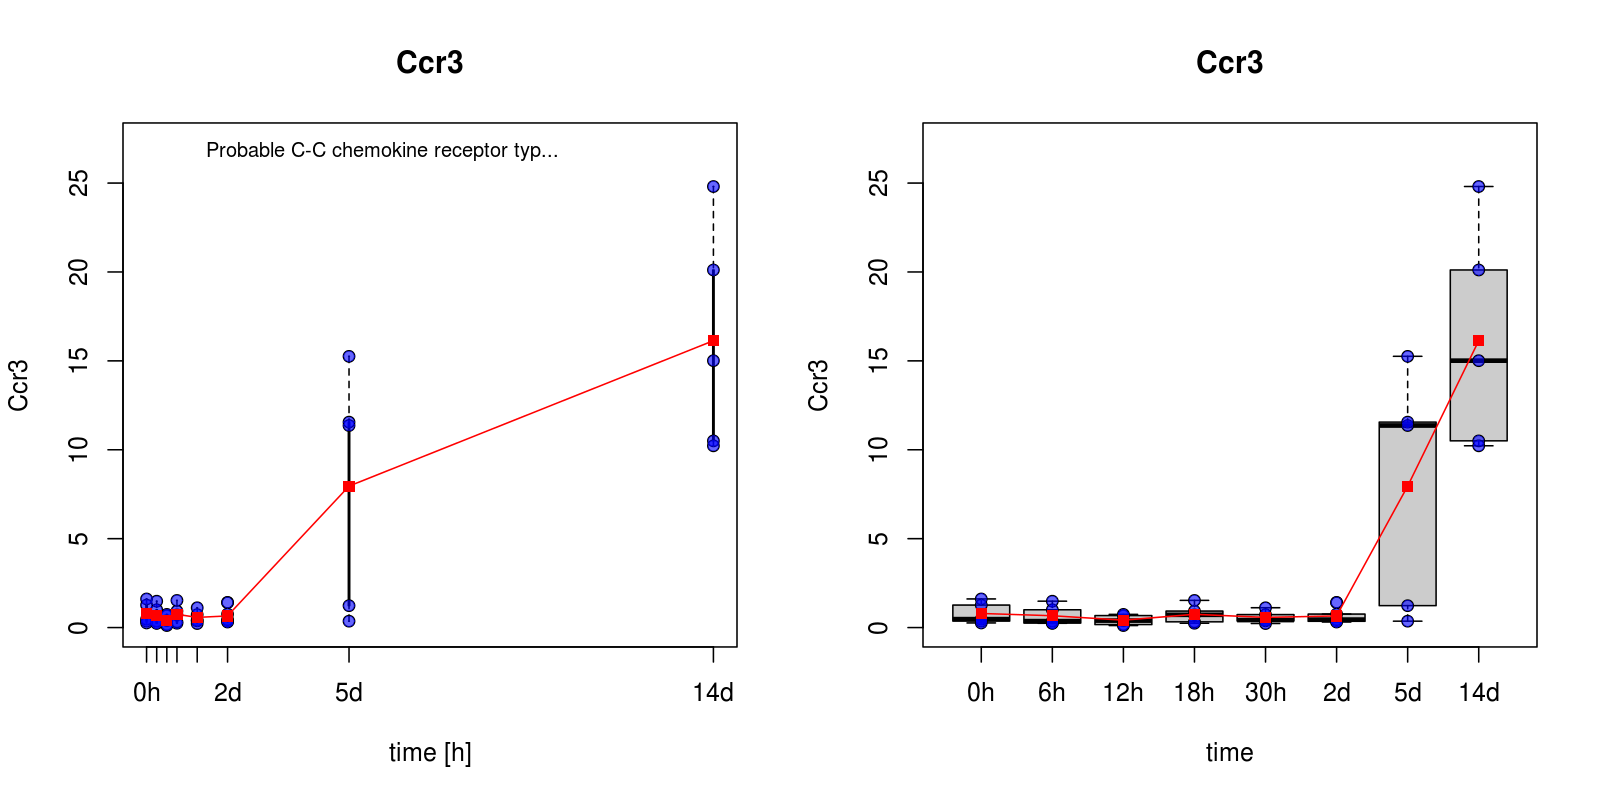 Ccr3
Probable C-C chemokine receptor typ...
Ccr3
25
20
15
10
5
0
0h 2d 5d 14d
time [h]
Ccr3
Ccr3
25
20
15
10
5
0
0h 6h 12h 18h 30h 2d 5d 14d
time